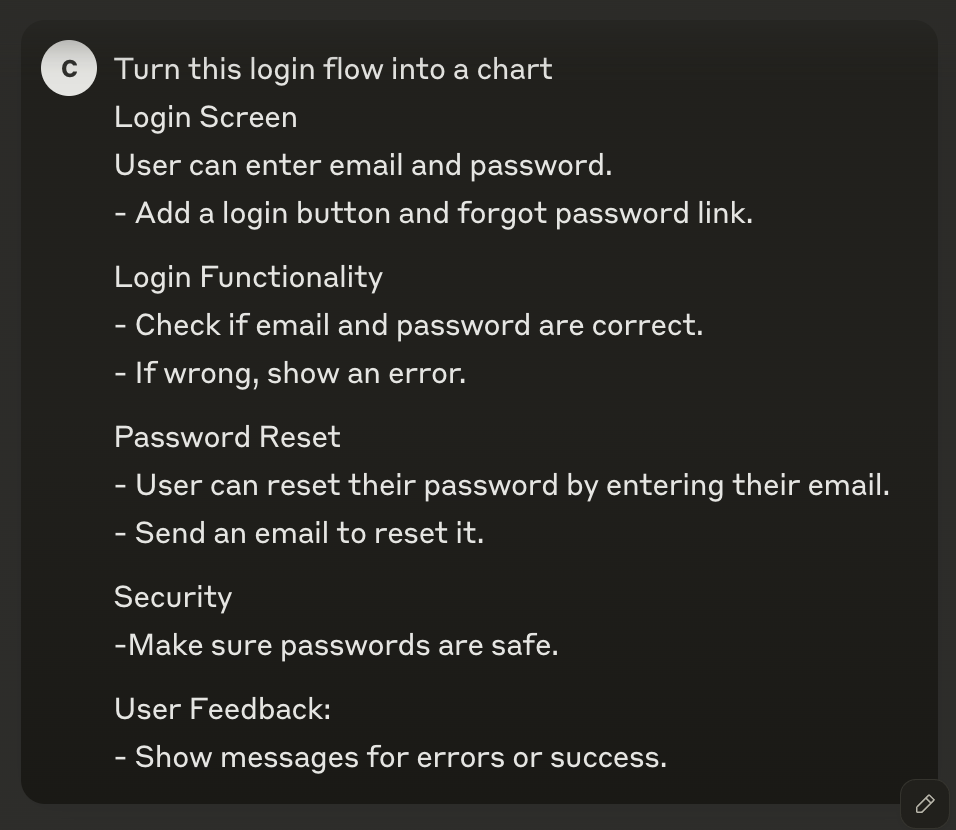 C
Turn this login flow into a chart
Login Screen
User can enter email and password.
- Add a login button and forgot password link.
Login Functionality
- Check if email and password are correct.
- If wrong, show an error.
Password Reset
- User can reset their password by entering their email.
- Send an email to reset it.
Security
-Make sure passwords are safe.
User Feedback:
- Show messages for errors or success.